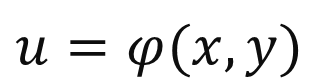 u = φ(x, y)